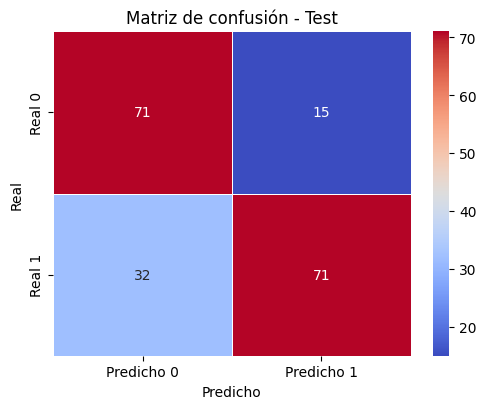 Matriz de confusión - Test
Real 0
71
15
Real 1
32
71
Real
Predicho 0
Predicho 1
Predicho
70
60
50
40
30
20